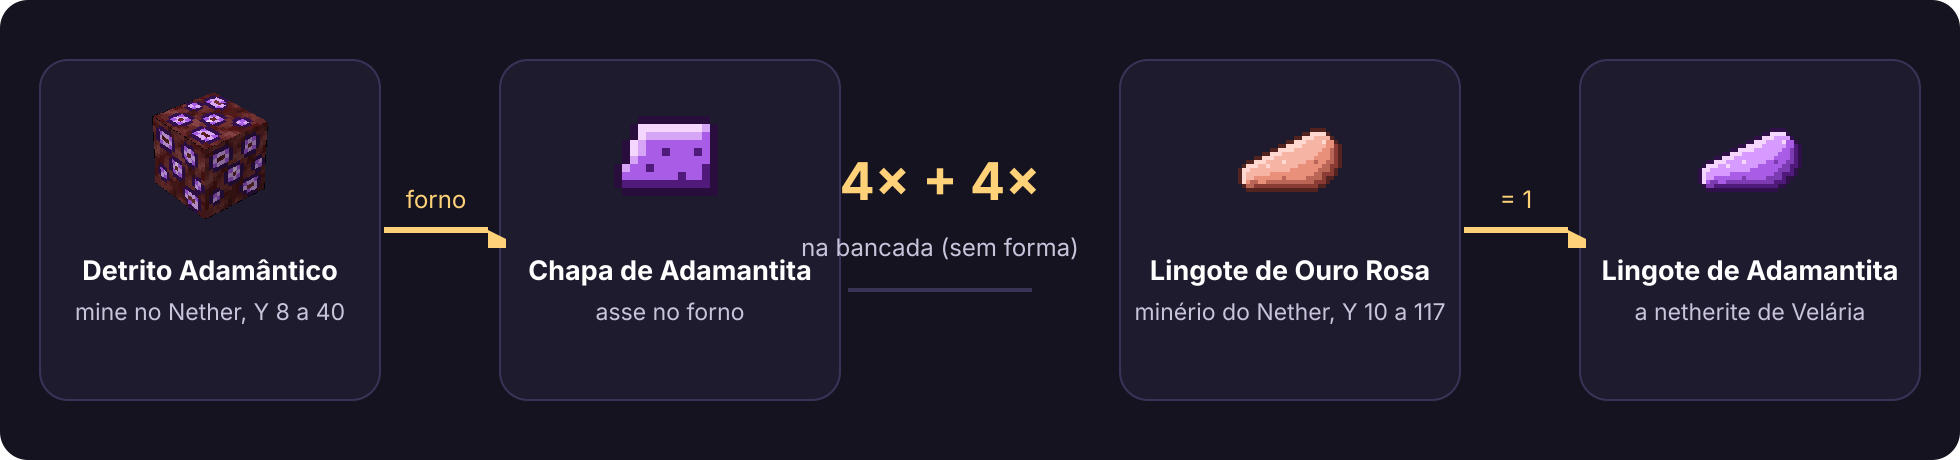 Detrito Adamântico
mine no Nether, Y 8 a 40
forno
Chapa de Adamantita
asse no forno
4× + 4×
na bancada (sem forma)
Lingote de Ouro Rosa
minério do Nether, Y 10 a 117
= 1
Lingote de Adamantita
a netherite de Velária